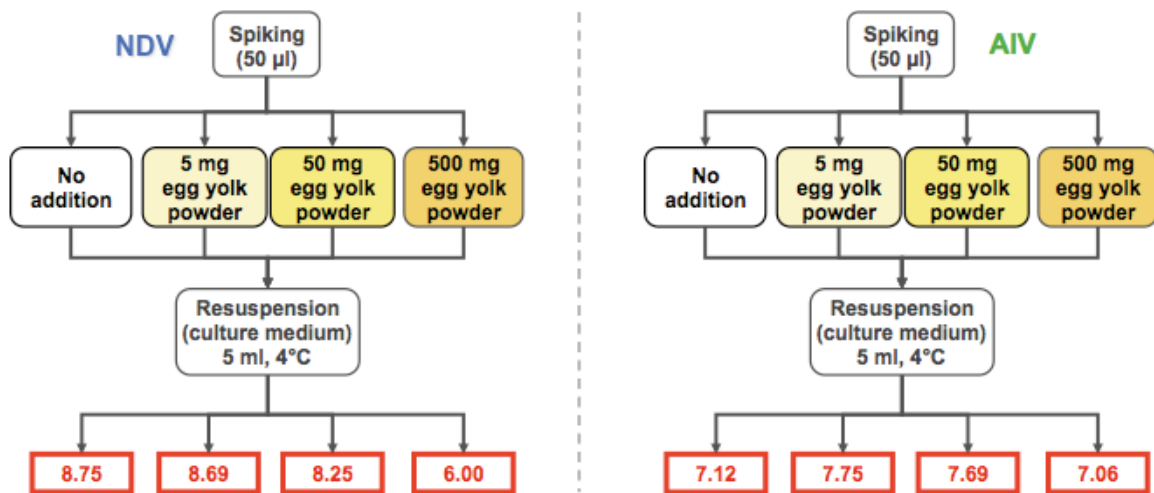 NDV
Spiking
(50 µl)
No
addition
5 mg
egg yolk
powder
50 mg
egg yolk
powder
500 mg
egg yolk
powder
Resuspension
(culture medium)
5 ml, 4°C
8.75
8.69
8.25
6.00
AIV
Spiking
(50 µl)
No
addition
5 mg
egg yolk
powder
50 mg
egg yolk
powder
500 mg
egg yolk
powder
Resuspension
(culture medium)
5 ml, 4°C
7.12
7.75
7.69
7.06